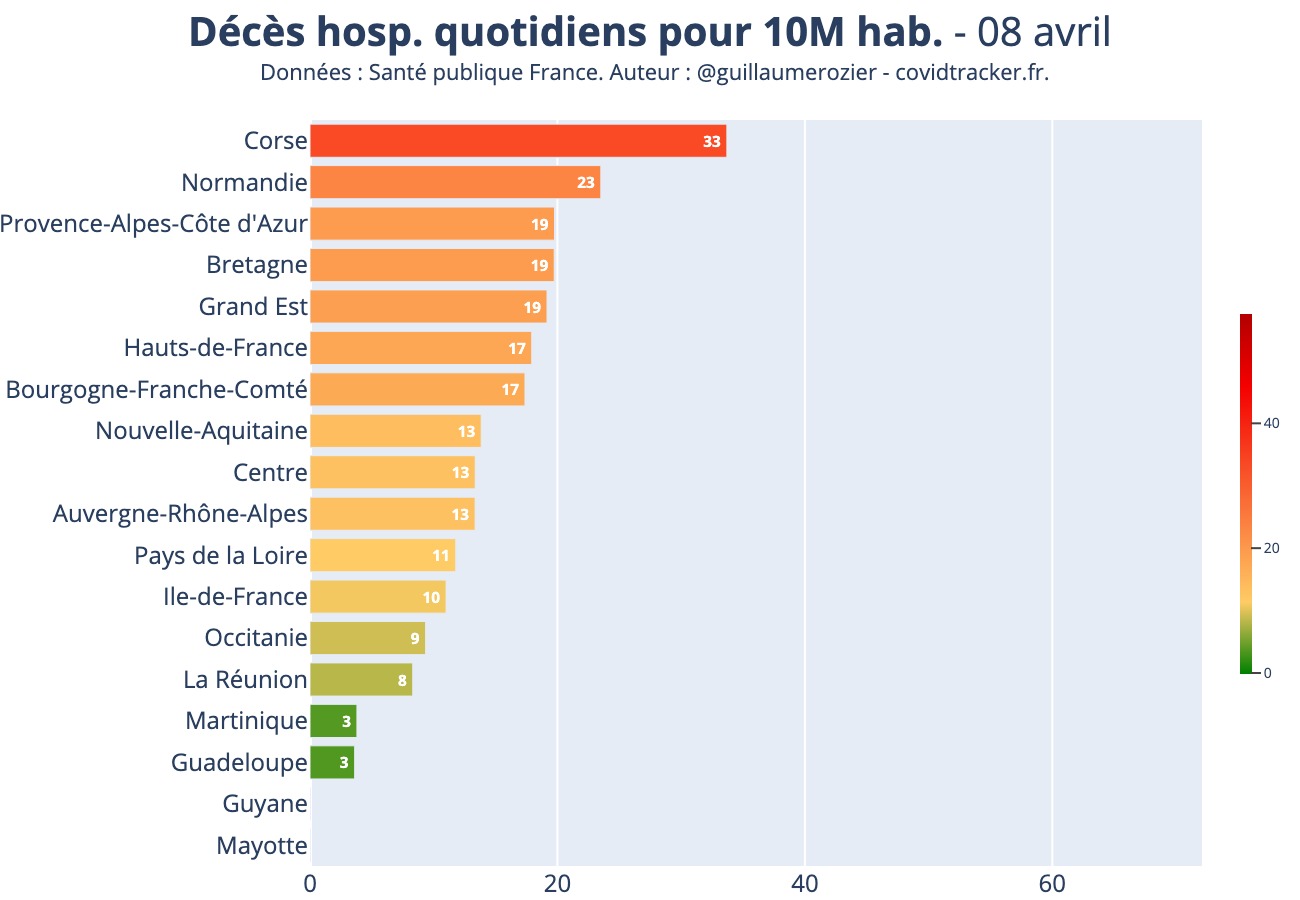 Décès hosp. quotidiens pour 10M hab. - 08 avril
Données : Santé publique France. Auteur : @guillaumerozier - covidtracker.fr.
Corse 33
Normandie 23
Provence-Alpes-Côte d'Azur 19
Bretagne 19
Grand Est 19
Hauts-de-France 17
Bourgogne-Franche-Comté 17
Nouvelle-Aquitaine 13
Centre 13
Auvergne-Rhône-Alpes 13
Pays de la Loire 11
Ile-de-France 10
Occitanie 9
La Réunion 8
Martinique 3
Guadeloupe 3
Guyane
Mayotte
0 20 40 60
40
20
0